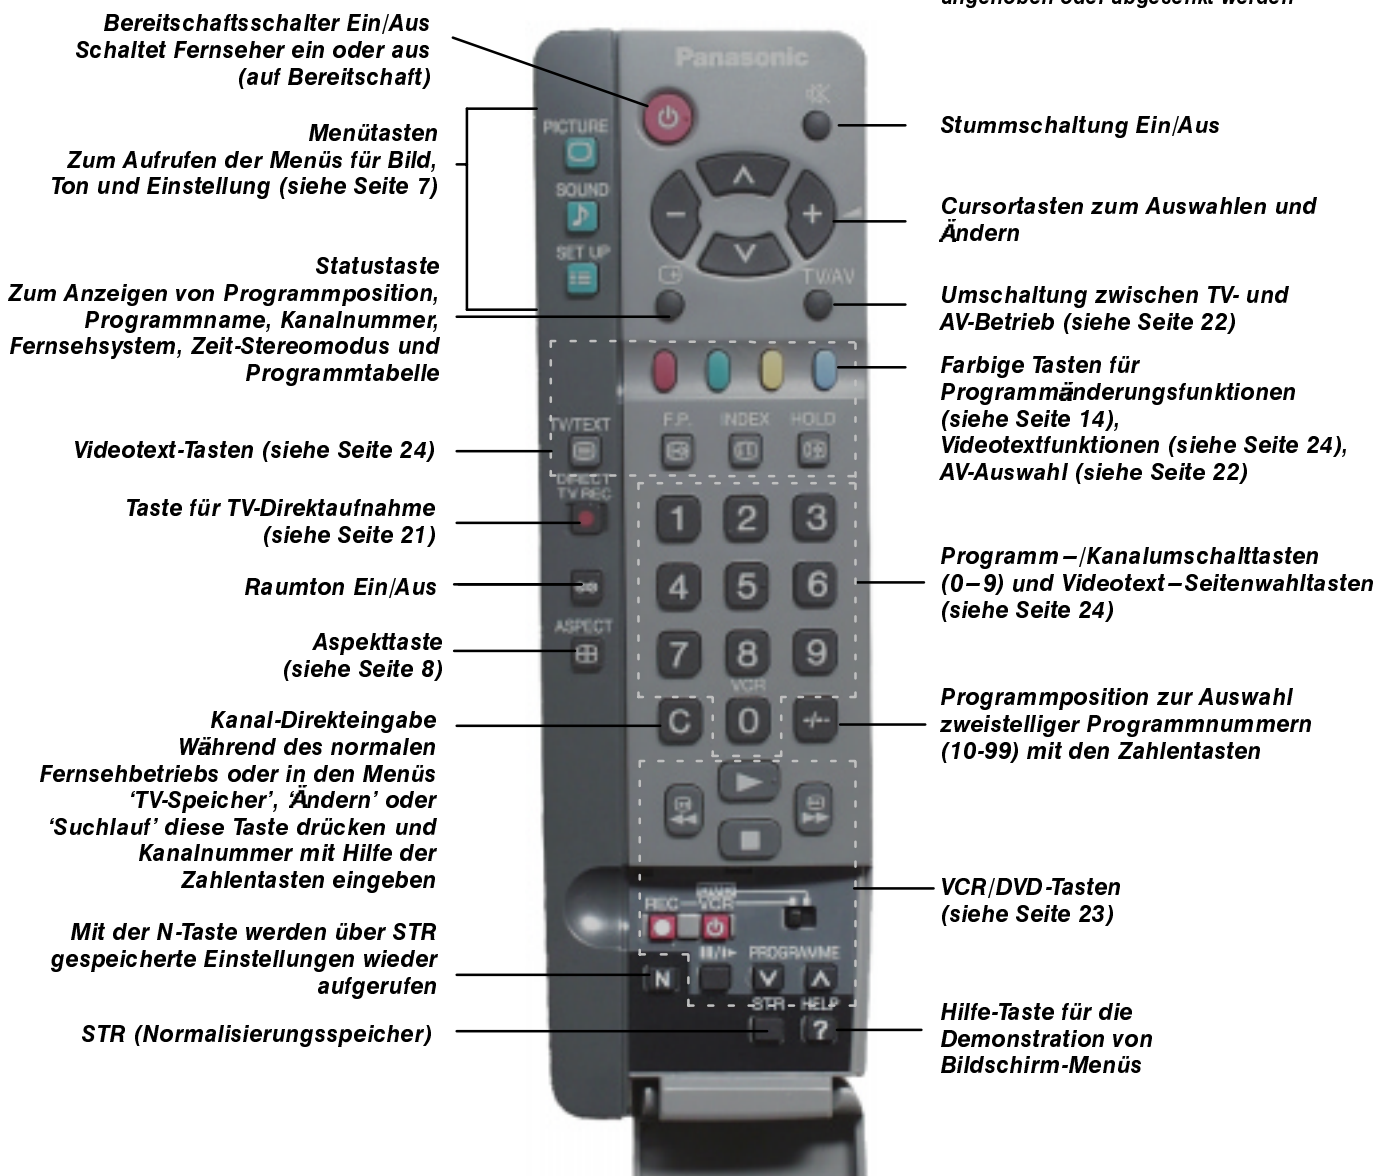 angehoben oder abgesenkt werden
Bereitschaftsschalter Ein/Aus
Schaltet Fernseher ein oder aus
(auf Bereitschaft)
Menütasten
Zum Aufrufen der Menüs für Bild,
Ton und Einstellung (siehe Seite 7)
Statustaste
Zum Anzeigen von Programmposition,
Programmname, Kanalnummer,
Fernsehsystem, Zeit-Stereomodus und
Programmtabelle
Videotext-Tasten (siehe Seite 24)
Taste für TV-Direktaufnahme
(siehe Seite 21)
Raumton Ein/Aus
Aspekttaste
(siehe Seite 8)
Kanal-Direkteingabe
Während des normalen
Fernsehbetriebs oder in den Menüs
‘TV-Speicher’, ‘Ändern’ oder
‘Suchlauf’ diese Taste drücken und
Kanalnummer mit Hilfe der
Zahlentasten eingeben
Mit der N-Taste werden über STR
gespeicherte Einstellungen wieder
aufgerufen
STR (Normalisierungsspeicher)
Panasonic
PICTURE
SOUND
SET UP
TV/AV
TV/TEXT
F.P. INDEX HOLD
DIRECT
TV REC
1 2 3
4 5 6
ASPECT
7 8 9
VCR
C 0 -/--
REC VCR
PROGRAMME
N
STR HELP
?
Stummschaltung Ein/Aus
Cursortasten zum Auswahlen und
Ändern
Umschaltung zwischen TV- und
AV-Betrieb (siehe Seite 22)
Farbige Tasten für
Programmänderungsfunktionen
(siehe Seite 14),
Videotextfunktionen (siehe Seite 24),
AV-Auswahl (siehe Seite 22)
Programm–/Kanalumschalttasten
(0–9) und Videotext–Seitenwahltasten
(siehe Seite 24)
Programmposition zur Auswahl
zweistelliger Programmnummern
(10-99) mit den Zahlentasten
VCR/DVD-Tasten
(siehe Seite 23)
Hilfe-Taste für die
Demonstration von
Bildschirm-Menüs